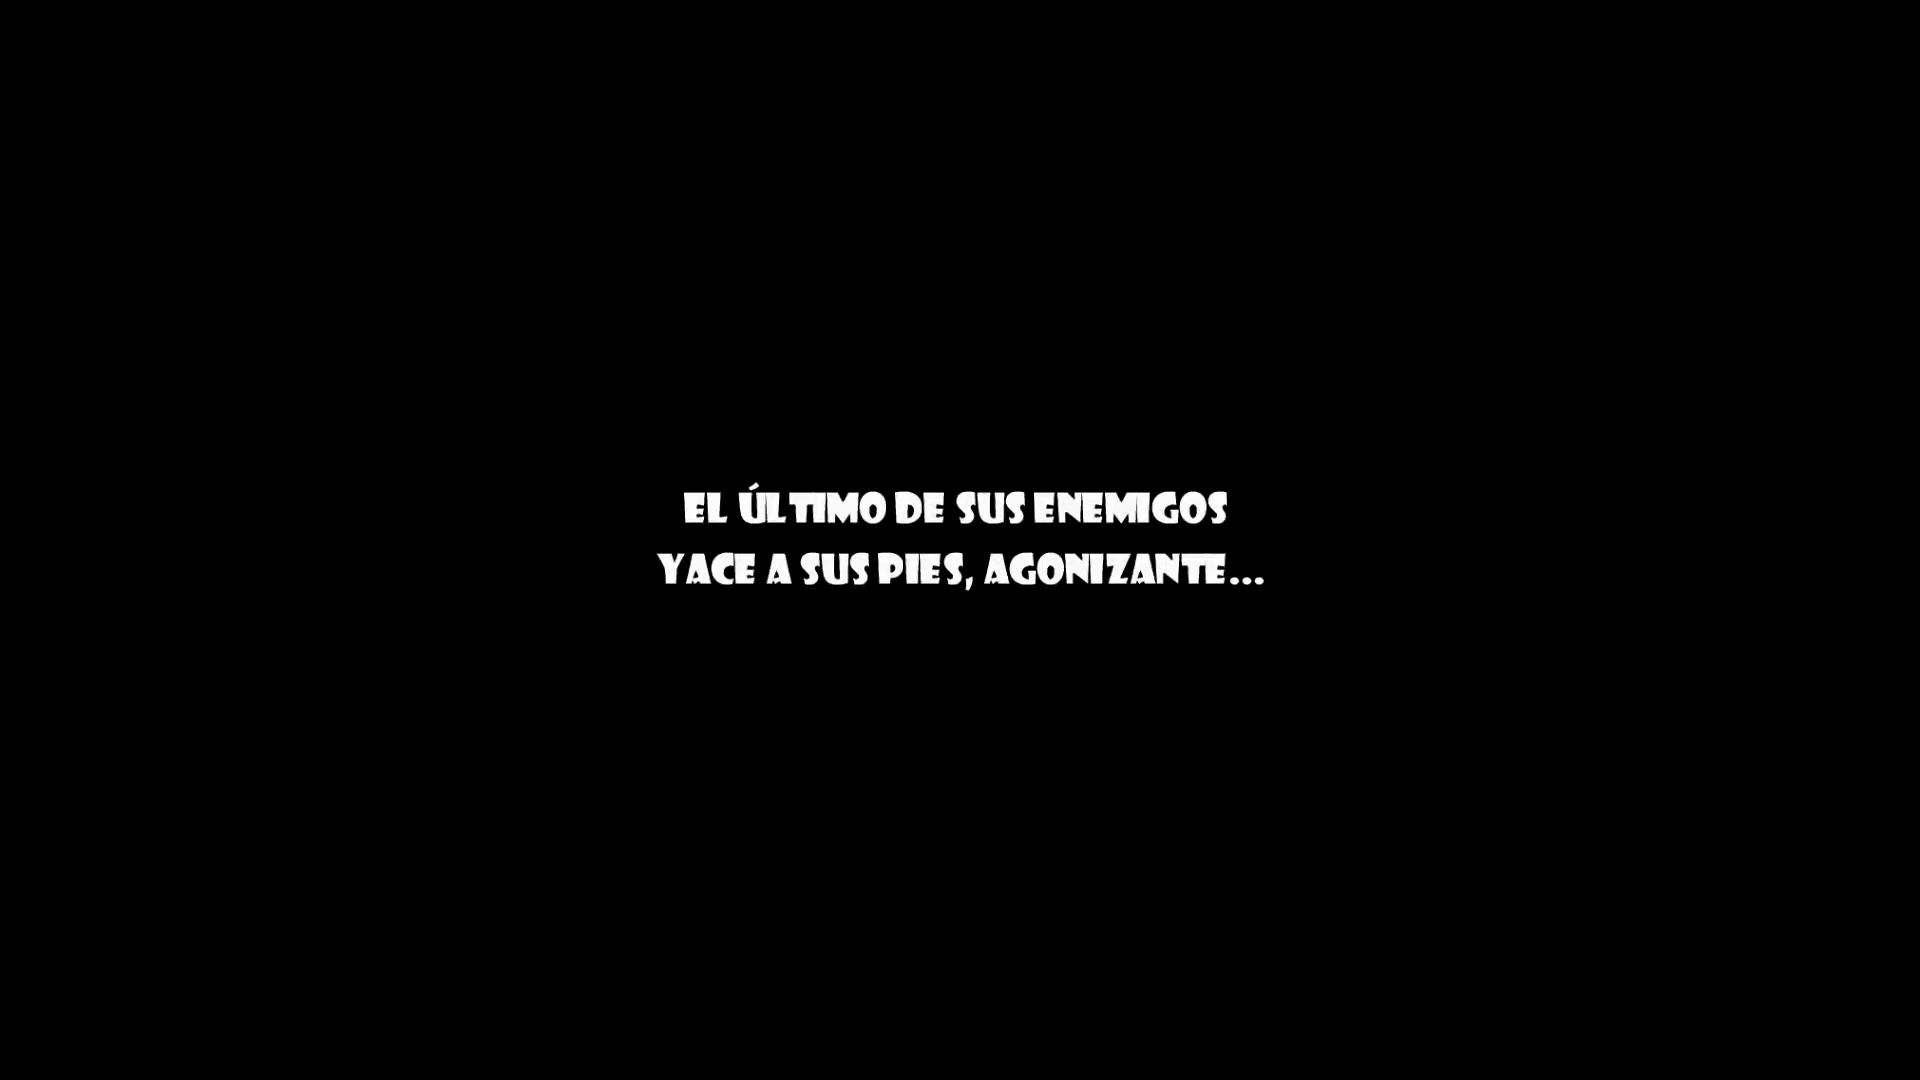 EL ÚLTIMO DE SUS ENEMIGOS
YACE A SUS PIES, AGONIZANTE...